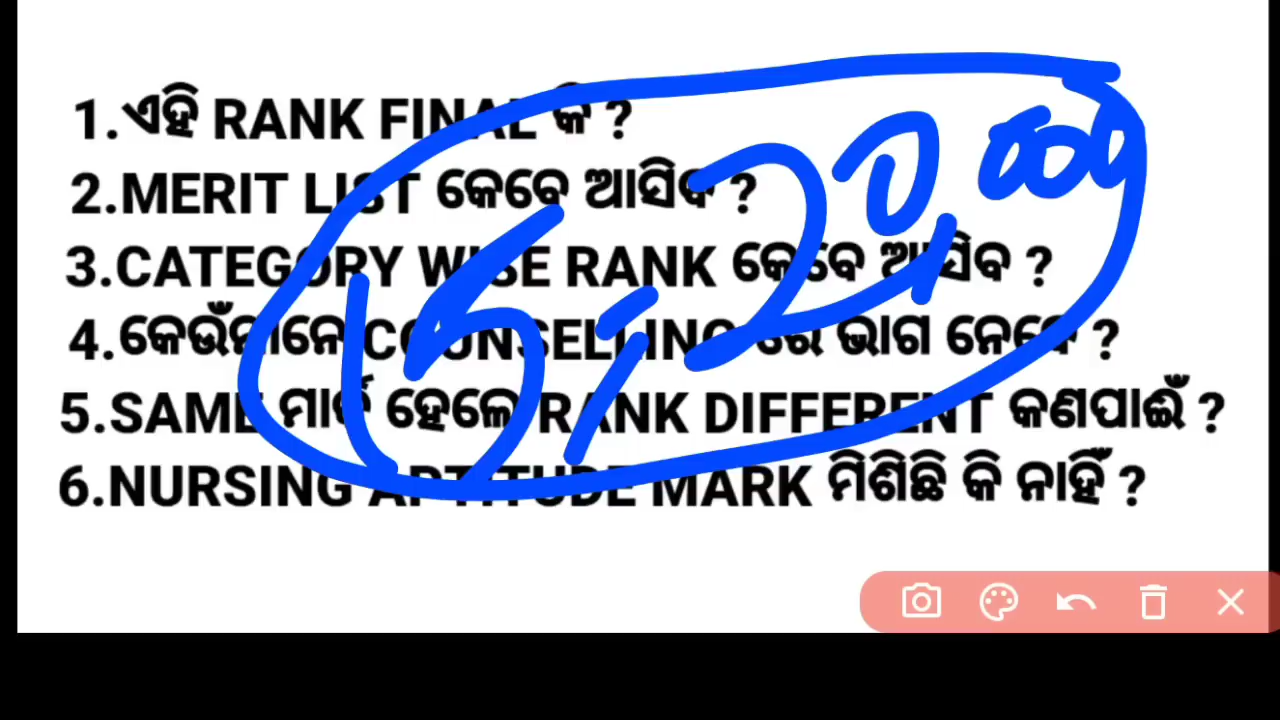 1.ଏହି RANK FINAL କି ?
2.MERIT LIST କେବେ ଆସିବ ?
3.CATEGORY WISE RANK କେବେ ଆସିବ ?
4.କେଉଁମାନେ COUNSELLING ରେ ଭାଗ ନେବେ ?
5.SAME ମାର୍କ ହେଲେ RANK DIFFERENT କଣପାଇଁ ?
6.NURSING APTITUDE MARK ମିଶିଛି କି ନାହିଁ ?